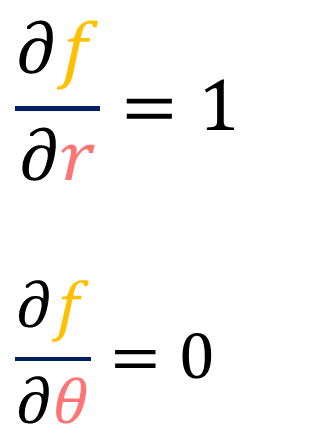 ∂f/∂r = 1
∂f/∂θ = 0